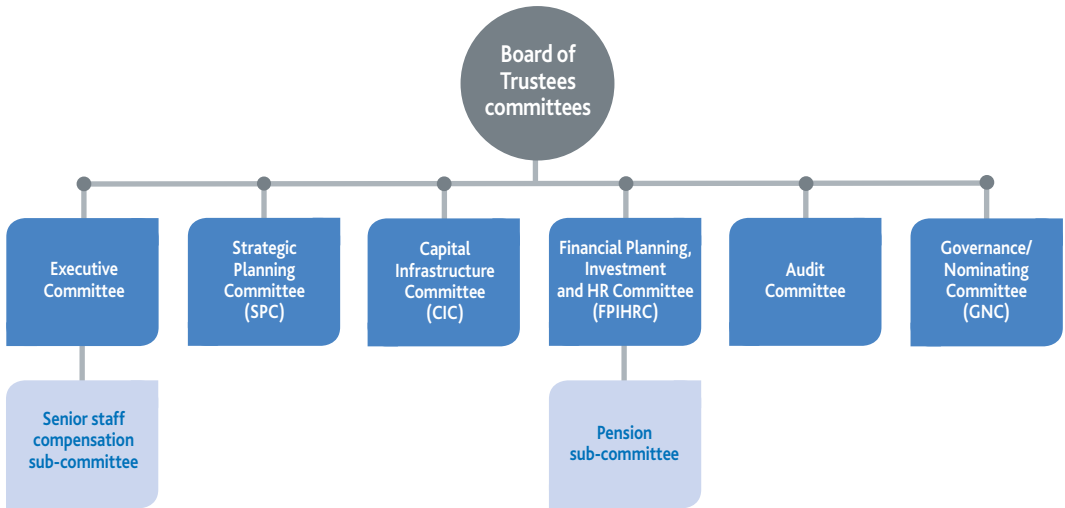 Board of
Trustees
committees
Executive
Committee
Strategic
Planning
Committee
(SPC)
Capital
Infrastructure
Committee
(CIC)
Financial Planning,
Investment
and HR Committee
(FPIHRC)
Audit
Committee
Governance/
Nominating
Committee
(GNC)
Senior staff
compensation
sub-committee
Pension
sub-committee